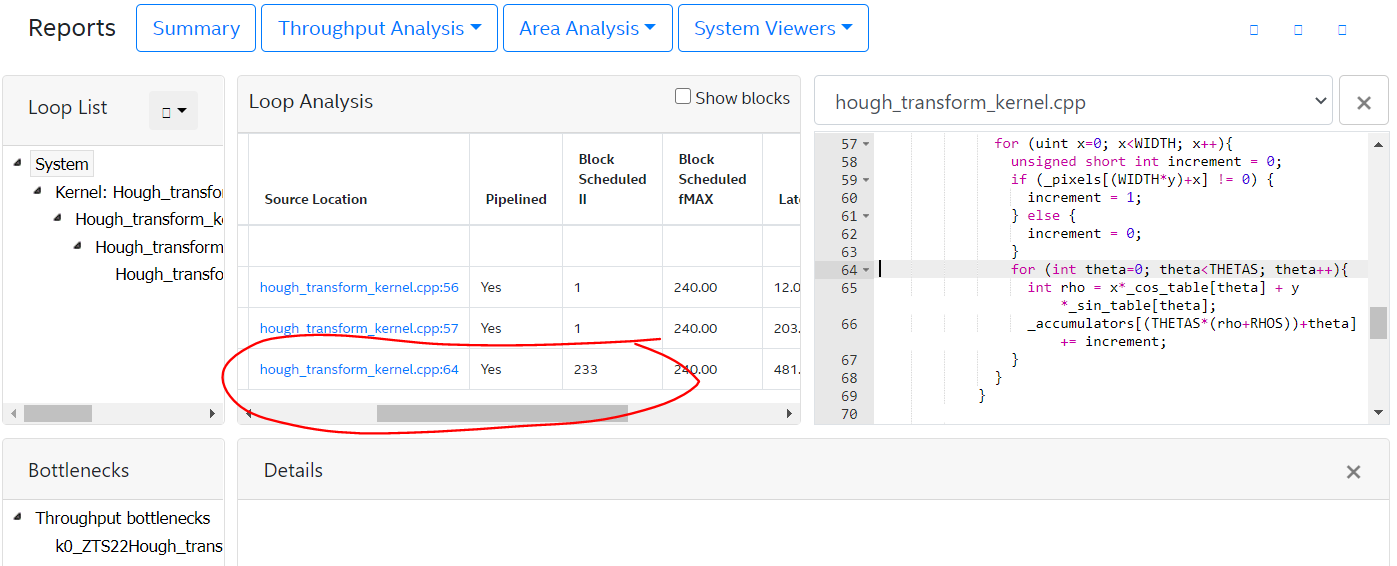 Reports Summary Throughput Analysis Area Analysis System Viewers
Loop List
System
Kernel: Hough_transfo
Hough_transform_k
Hough_transform
Hough_transfo
Loop Analysis Show blocks
Source Location Pipelined Block Scheduled II Block Scheduled fMAX Late
hough_transform_kernel.cpp:56 Yes 1 240.00 12.0
hough_transform_kernel.cpp:57 Yes 1 240.00 203.
hough_transform_kernel.cpp:64 Yes 233 240.00 481.
hough_transform_kernel.cpp
57 for (uint x=0; x<WIDTH; x++){
58 unsigned short int increment = 0;
59 if (_pixels[(WIDTH*y)+x] != 0) {
60 increment = 1;
61 } else {
62 increment = 0;
63 }
64 for (int theta=0; theta<THETAS; theta++){
65 int rho = x*_cos_table[theta] + y
*_sin_table[theta];
66 _accumulators[(THETAS*(rho+RHOS))+theta]
+= increment;
67 }
68 }
69 }
70
Bottlenecks
Throughput bottlenecks
k0_ZTS22Hough_trans
Details